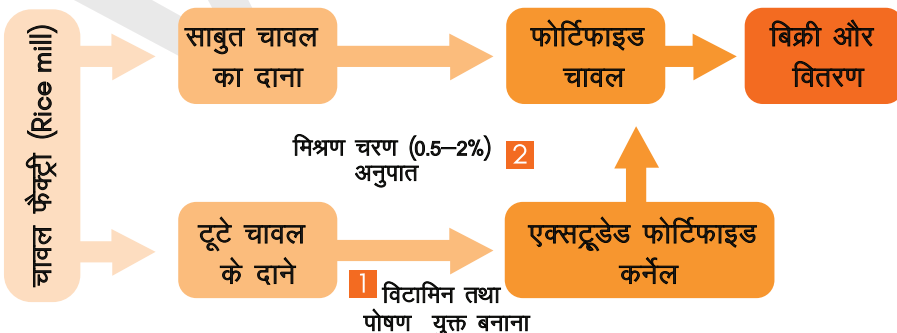 चावल फैक्ट्री (Rice mill)
साबुत चावल
का दाना
फोर्टिफाइड
चावल
बिक्री और
वितरण
मिश्रण चरण (0.5–2%)
अनुपात
2
टूटे चावल
के दाने
एक्सट्रूडेड फोर्टिफाइड
कर्नेल
1
विटामिन तथा
पोषण युक्त बनाना